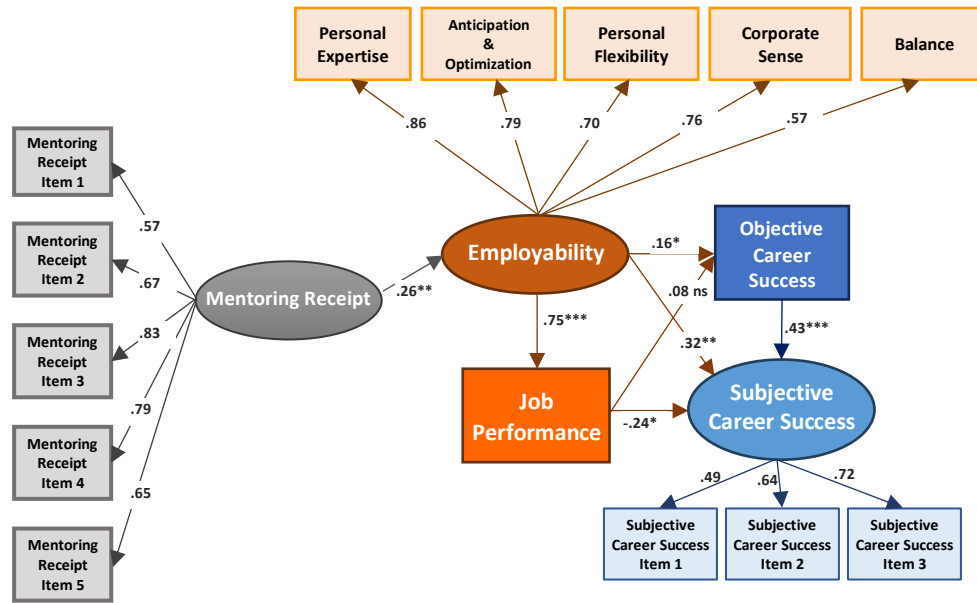 Personal
Expertise
Anticipation
&
Optimization
Personal
Flexibility
Corporate
Sense
Balance
.86
.79
.70
.76
.57
Mentoring
Receipt
Item 1
Mentoring
Receipt
Item 2
Mentoring
Receipt
Item 3
Mentoring
Receipt
Item 4
Mentoring
Receipt
Item 5
.57
.67
.83
.79
.65
Mentoring Receipt
.26**
Employability
.16*
.08 ns
.75***
.32**
Objective
Career
Success
.43***
Job
Performance
-.24*
Subjective
Career Success
.49
.64
.72
Subjective
Career Success
Item 1
Subjective
Career Success
Item 2
Subjective
Career Success
Item 3